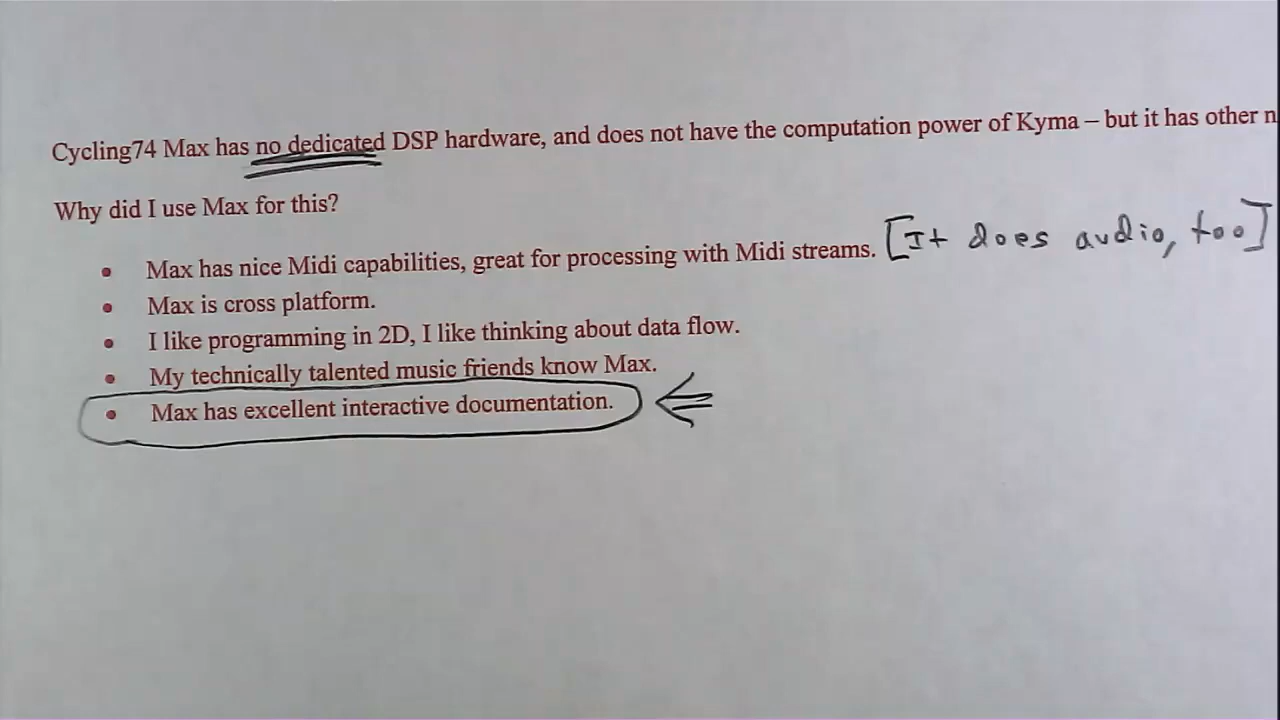 Cycling74 Max has no dedicated DSP hardware, and does not have the computation power of Kyma – but it has other
Why did I use Max for this?
• Max has nice Midi capabilities, great for processing with Midi streams. [It does audio, too]
• Max is cross platform.
• I like programming in 2D, I like thinking about data flow.
• My technically talented music friends know Max.
• Max has excellent interactive documentation.